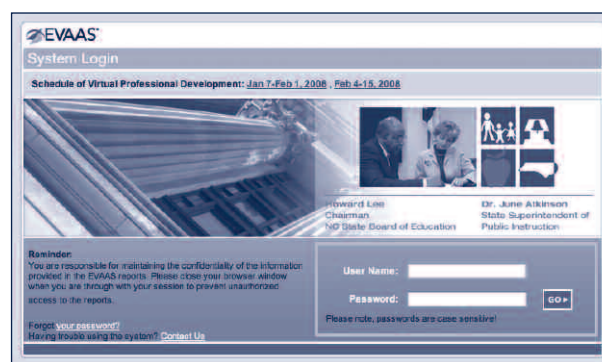 EVAAS
System Login
Schedule of Virtual Professional Development: Jan 7-Feb 1, 2008 , Feb 4-15, 2008
Howard Lee
Chairman
NC State Board of Education
Dr. June Atkinson
State Superintendent of
Public Instruction
Reminder:
You are responsible for maintaining the confidentiality of the information
provided in the EVAAS reports. Please close your browser window
when you are through with your session to prevent unauthorized
access to the reports.
Forgot your password?
Having trouble using the system? Contact Us
User Name:
Password:
GO
Please note, passwords are case sensitive!